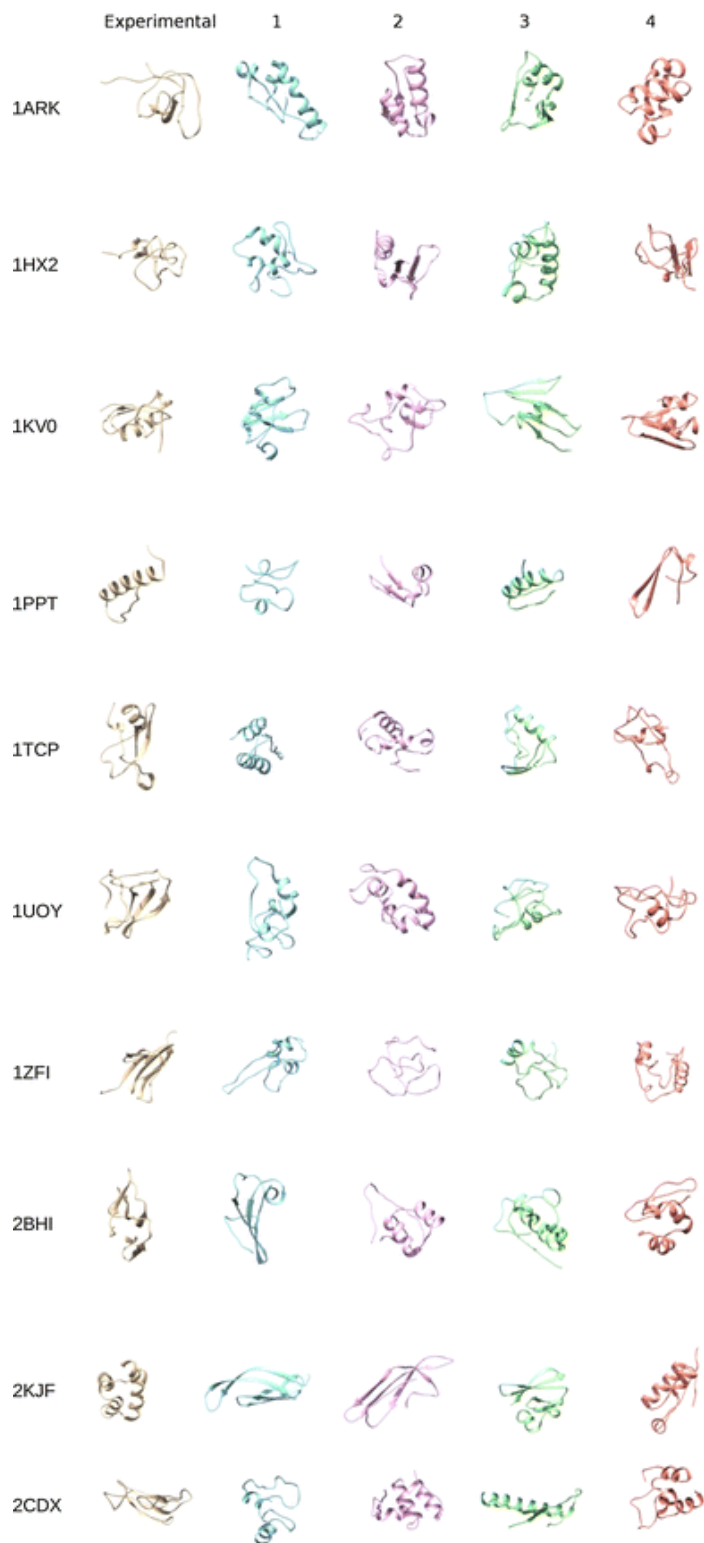 Experimental 1 2 3 4
1ARK
1HX2
1KV0
1PPT
1TCP
1UOY
1ZFI
2BHI
2KJF
2CDX